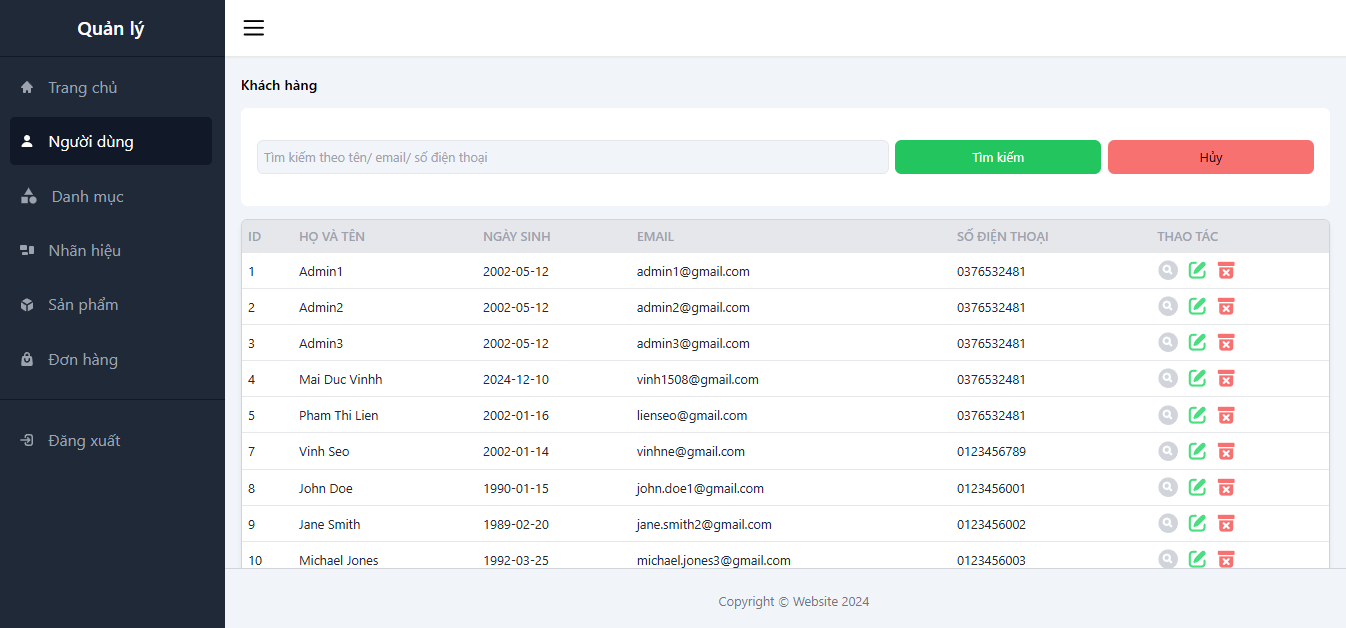 Quản lý
Trang chủ
Người dùng
Danh mục
Nhãn hiệu
Sản phẩm
Đơn hàng
Đăng xuất
Khách hàng
Tìm kiếm theo tên/ email/ số điện thoại Tìm kiếm Hủy
ID HỌ VÀ TÊN NGÀY SINH EMAIL SỐ ĐIỆN THOẠI THAO TÁC
1 Admin1 2002-05-12 admin1@gmail.com 0376532481
2 Admin2 2002-05-12 admin2@gmail.com 0376532481
3 Admin3 2002-05-12 admin3@gmail.com 0376532481
4 Mai Duc Vinhh 2024-12-10 vinh1508@gmail.com 0376532481
5 Pham Thi Lien 2002-01-16 lienseo@gmail.com 0376532481
7 Vinh Seo 2002-01-14 vinhne@gmail.com 0123456789
8 John Doe 1990-01-15 john.doe1@gmail.com 0123456001
9 Jane Smith 1989-02-20 jane.smith2@gmail.com 0123456002
10 Michael Jones 1992-03-25 michael.jones3@gmail.com 0123456003
Copyright © Website 2024